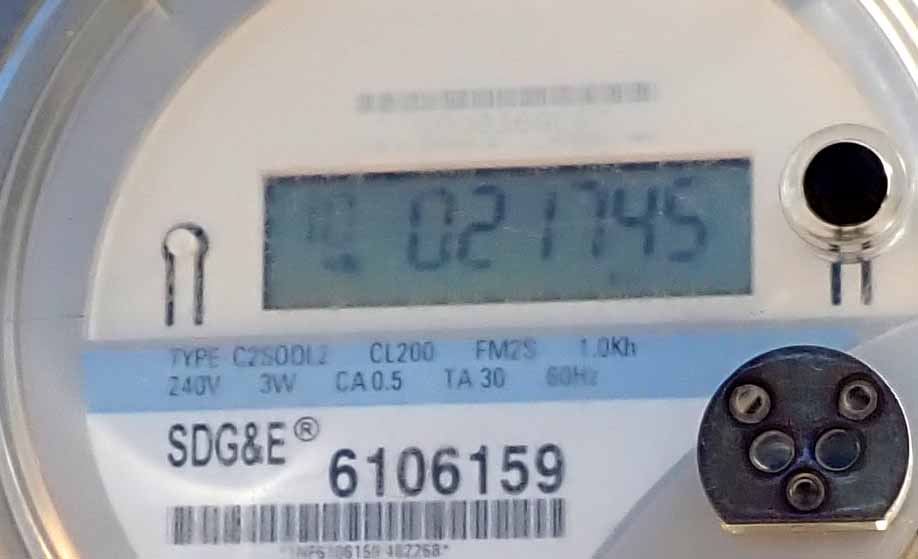 021745
TYPE C2SODL2 CL200 FM2S 1.0Kh
240V 3W CA 0.5 TA 30 60Hz
SDG&E®
6106159